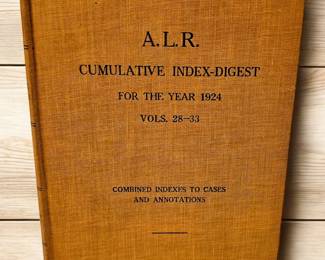 A.L.R.
CUMULATIVE INDEX-DIGEST
FOR THE YEAR 1924
VOLS. 28–33
COMBINED INDEXES TO CASES
AND ANNOTATIONS